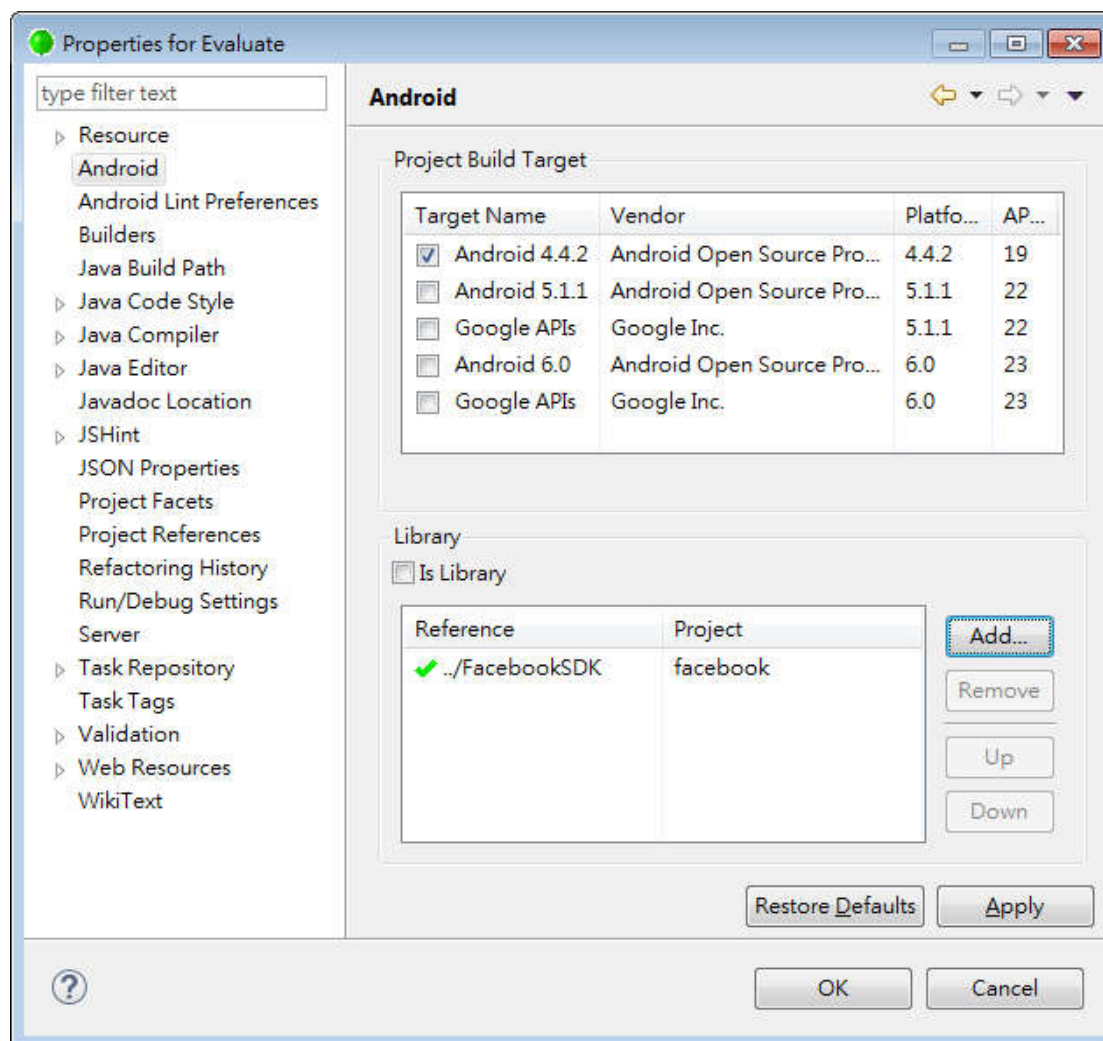 Properties for Evaluate
type filter text
Android
Resource
Android
Android Lint Preferences
Builders
Java Build Path
Java Code Style
Java Compiler
Java Editor
Javadoc Location
JSHint
JSON Properties
Project Facets
Project References
Refactoring History
Run/Debug Settings
Server
Task Repository
Task Tags
Validation
Web Resources
WikiText
Project Build Target
Target Name Vendor Platfo... AP...
Android 4.4.2 Android Open Source Pro... 4.4.2 19
Android 5.1.1 Android Open Source Pro... 5.1.1 22
Google APIs Google Inc. 5.1.1 22
Android 6.0 Android Open Source Pro... 6.0 23
Google APIs Google Inc. 6.0 23
Library
Is Library
Reference Project
../FacebookSDK facebook
Add...
Remove
Up
Down
Restore Defaults Apply
? OK Cancel